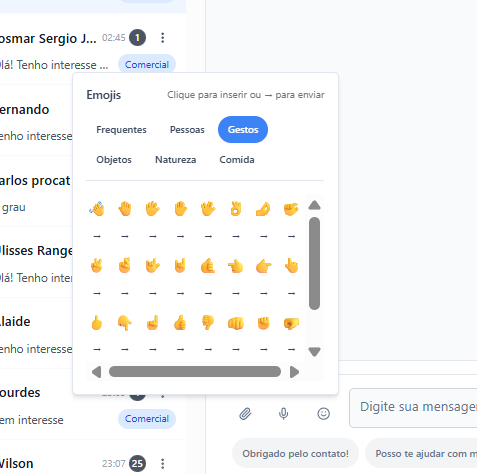 osmar Sergio J... 02:45 1
lá! Tenho interesse ... Comercial
Emojis Clique para inserir ou → para enviar
Frequentes Pessoas Gestos
Objetos Natureza Comida
→ → → → → → → →
→ → → → → → → →
→ → → → → → → →
ernando
enho interesse
arlos procat
grau
lisses Range
lá! Tenho int
laide
enho interesse
ourdes
em interesse Comercial
Wilson 23:07 25
Digite sua mensagem
Obrigado pelo contato! Posso te ajudar com m